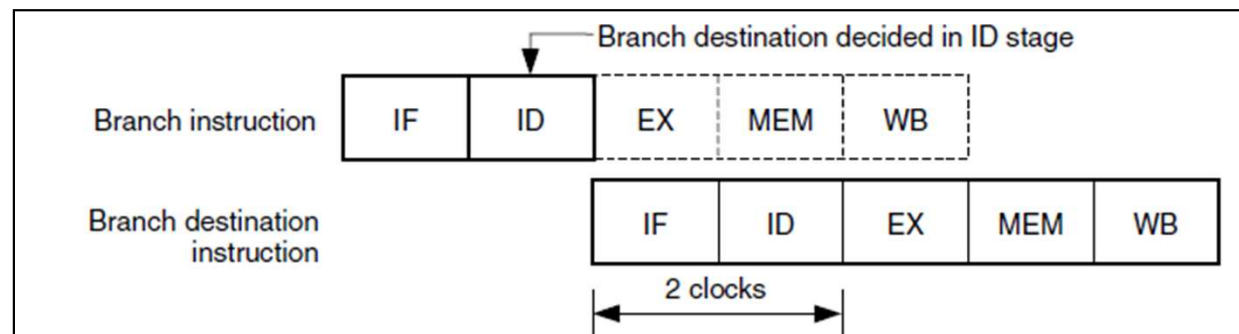 Branch destination decided in ID stage
Branch instruction IF ID EX MEM WB
Branch destination
instruction
IF ID EX MEM WB
2 clocks